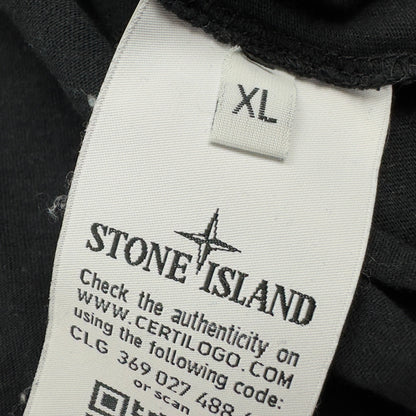 XL
STONE ISLAND
Check the authenticity on
WWW.CERTILOGO.COM
using the following code:
CLG 369 027 488
or scan